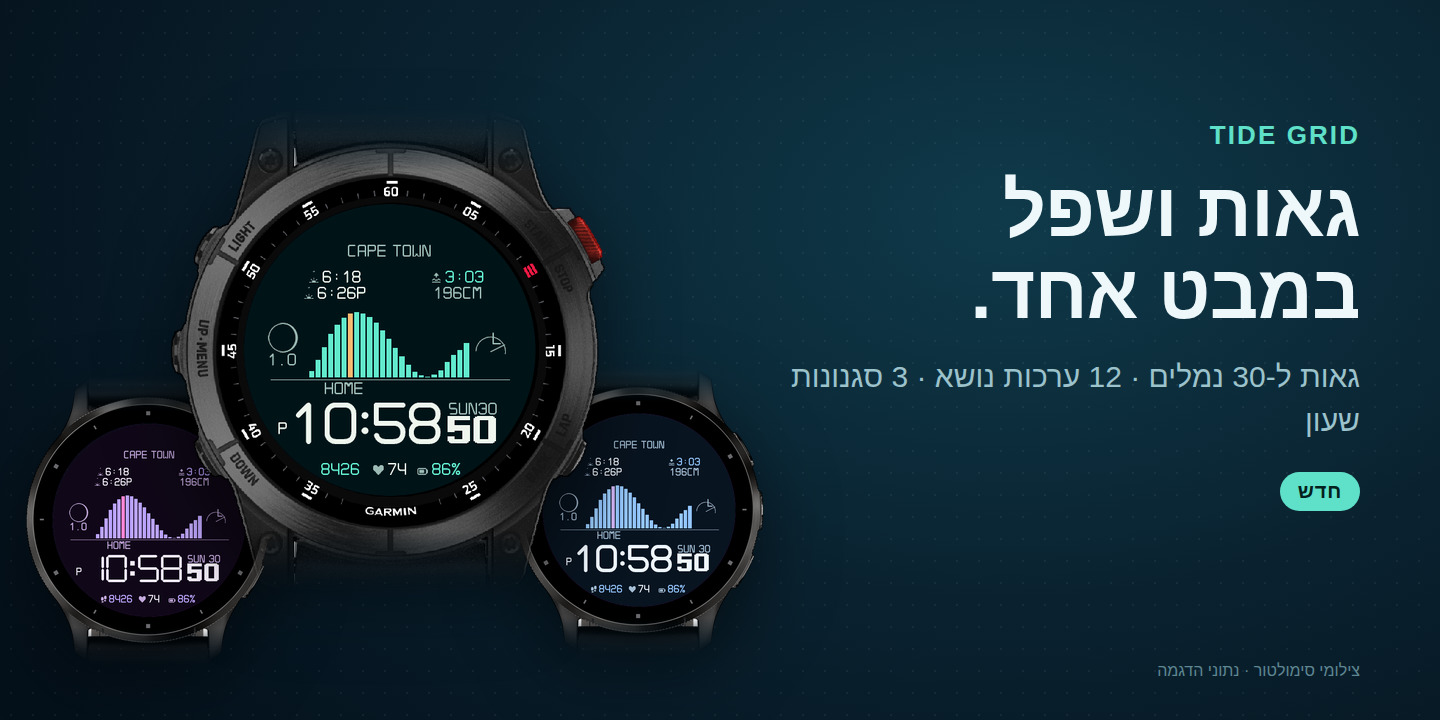 TIDE GRID
גאות ושפל
במבט אחד.
גאות ל-30 נמלים · 12 ערכות נושא · 3 סגנונות
שעון
חדש
צילומי סימולטור · נתוני הדגמה
60
55
05
50
45
15
40
20
35
25
LIGHT
UP·MENU
DOWN
STOP
LAP
CAPE TOWN
6:18 3:03
6:26P 196CM
1.0
HOME
P 10:58 SUN30 50
8426 74 86%
GARMIN
CAPE TOWN
6:18 3:03
6:26P 196CM
1.0
HOME
P 10:58 SUN 30 50
8426 74 86%
CAPE TOWN
6:18 3:03
6:26P 196CM
1.0
HOME
P 10:58 SUN 30 50
8426 74 86%